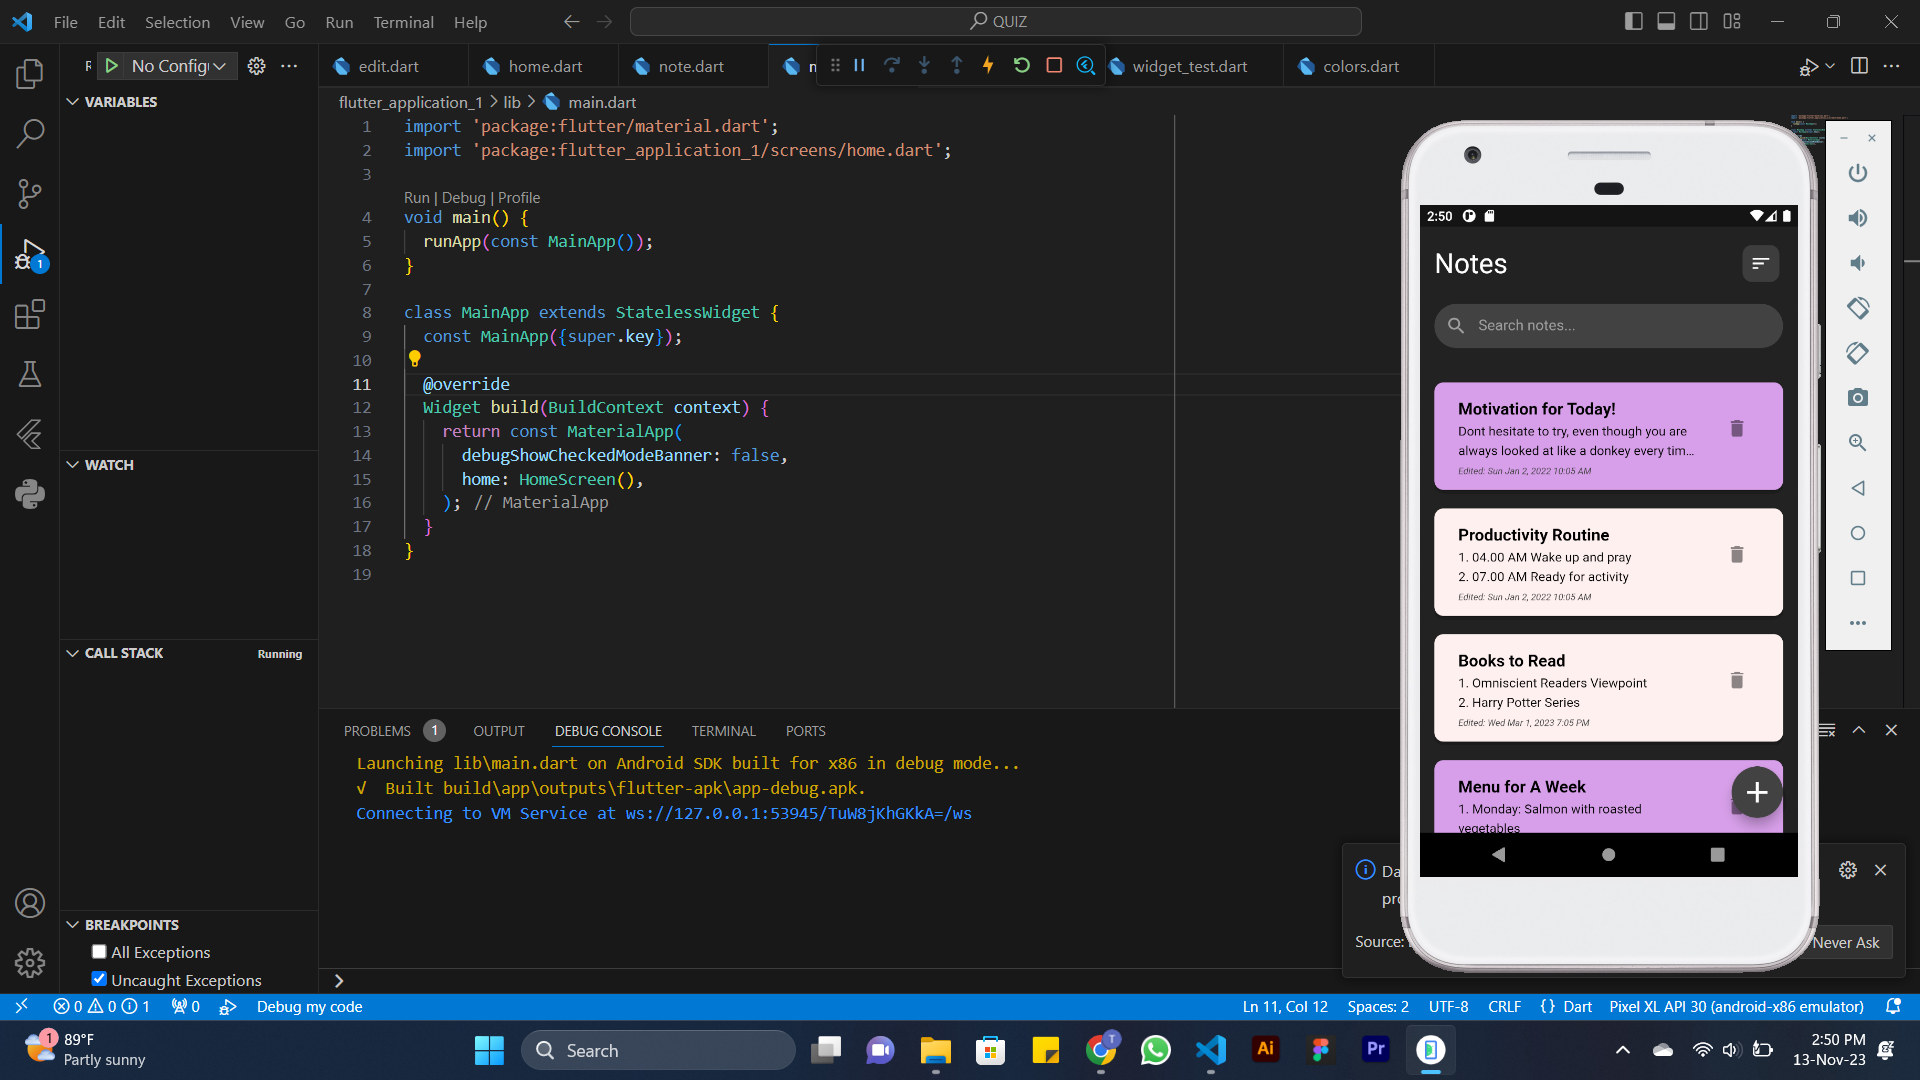 File Edit Selection View Go Run Terminal Help
QUIZ
No Config
edit.dart
home.dart
note.dart
widget_test.dart
colors.dart
VARIABLES
flutter_application_1 > lib > main.dart
1 import 'package:flutter/material.dart';
2 import 'package:flutter_application_1/screens/home.dart';
3
Run | Debug | Profile
4 void main() {
5 runApp(const MainApp());
6 }
7
8 class MainApp extends StatelessWidget {
9 const MainApp({super.key});
10
11 @override
12 Widget build(BuildContext context) {
13 return const MaterialApp(
14 debugShowCheckedModeBanner: false,
15 home: HomeScreen(),
16 ); // MaterialApp
17 }
18 }
19
WATCH
CALL STACK
Running
BREAKPOINTS
All Exceptions
Uncaught Exceptions
PROBLEMS 1 OUTPUT DEBUG CONSOLE TERMINAL PORTS
Launching lib\main.dart on Android SDK built for x86 in debug mode...
√ Built build\app\outputs\flutter-apk\app-debug.apk.
Connecting to VM Service at ws://127.0.0.1:53945/TuW8jKhGKkA=/ws
2:50
Notes
Search notes...
Motivation for Today!
Dont hesitate to try, even though you are
always looked at like a donkey every tim...
Edited: Sun Jan 2, 2022 10:05 AM
Productivity Routine
1. 04.00 AM Wake up and pray
2. 07.00 AM Ready for activity
Edited: Sun Jan 2, 2022 10:05 AM
Books to Read
1. Omniscient Readers Viewpoint
2. Harry Potter Series
Edited: Wed Mar 1, 2023 7:05 PM
Menu for A Week
1. Monday: Salmon with roasted
vegetables
Source:
Never Ask
1
0 0 1 0 Debug my code
Ln 11, Col 12 Spaces: 2 UTF-8 CRLF {} Dart Pixel XL API 30 (android-x86 emulator)
1
89°F
Partly sunny
Search
T
Ai
Pr
2:50 PM
13-Nov-23